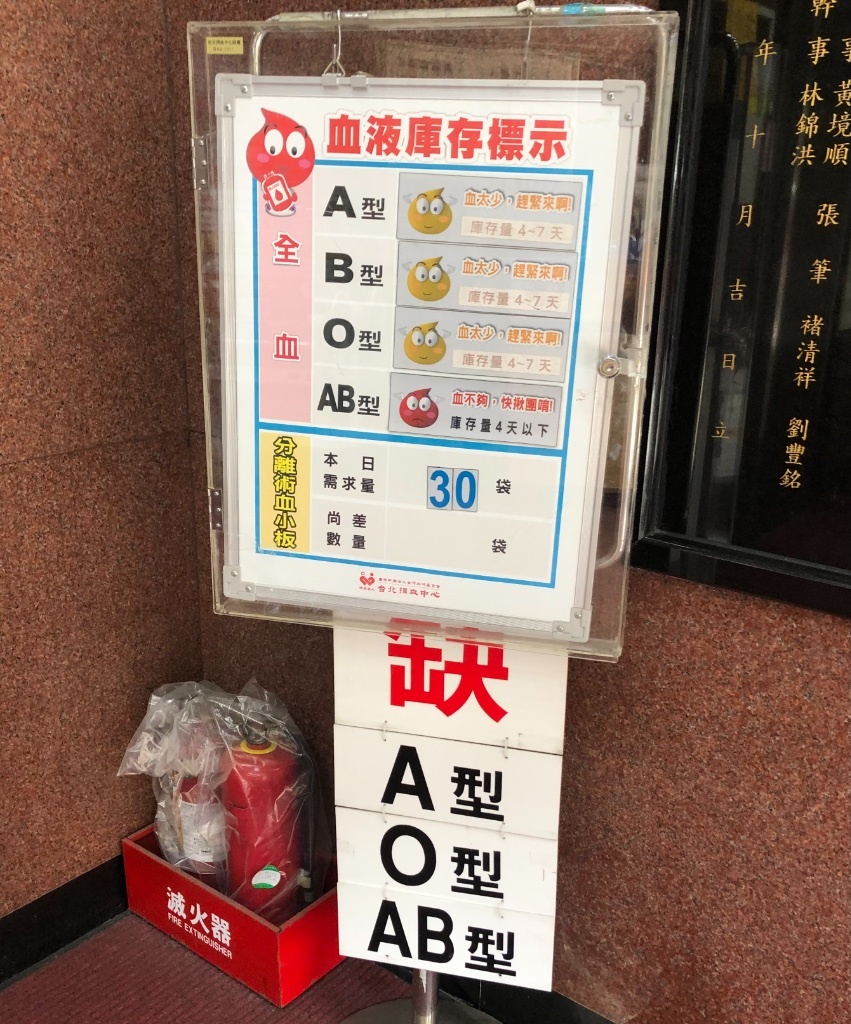 血液庫存標示
全血
A型
血太少，趕緊來啊!
庫存量 4~7 天
B型
血太少，趕緊來啊!
庫存量 4~7 天
O型
血太少，趕緊來啊!
庫存量 4~7 天
AB型
血不夠，快揪團唷!
庫存量 4 天以下
分離術血小板
本日
需求量
30 袋
尚差
數量
袋
台北捐血中心
缺
A型
O型
AB型
滅火器
FIRE EXTINGUISHER
幹事 林錦洪 張筆 褚清祥 劉豐銘
黃境順
年十月吉日立